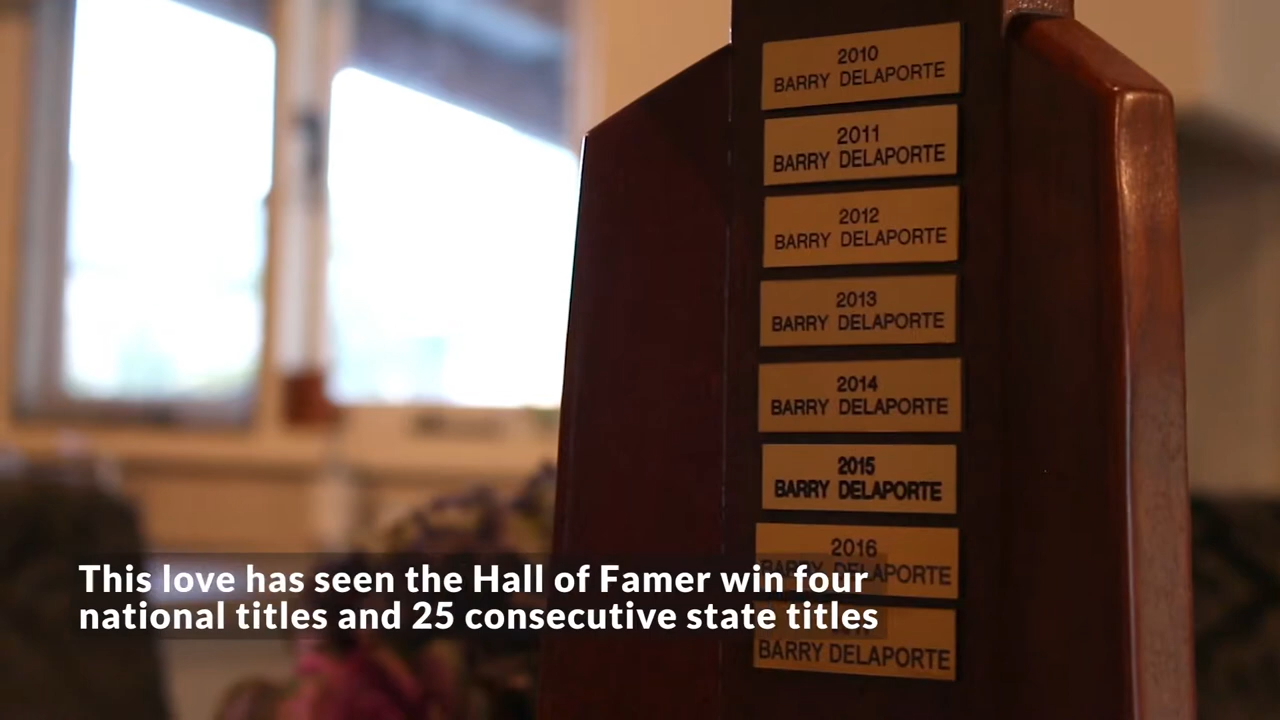 2010
BARRY DELAPORTE
2011
BARRY DELAPORTE
2012
BARRY DELAPORTE
2013
BARRY DELAPORTE
2014
BARRY DELAPORTE
2015
BARRY DELAPORTE
2016
BARRY DELAPORTE
BARRY DELAPORTE
This love has seen the Hall of Famer win four
national titles and 25 consecutive state titles